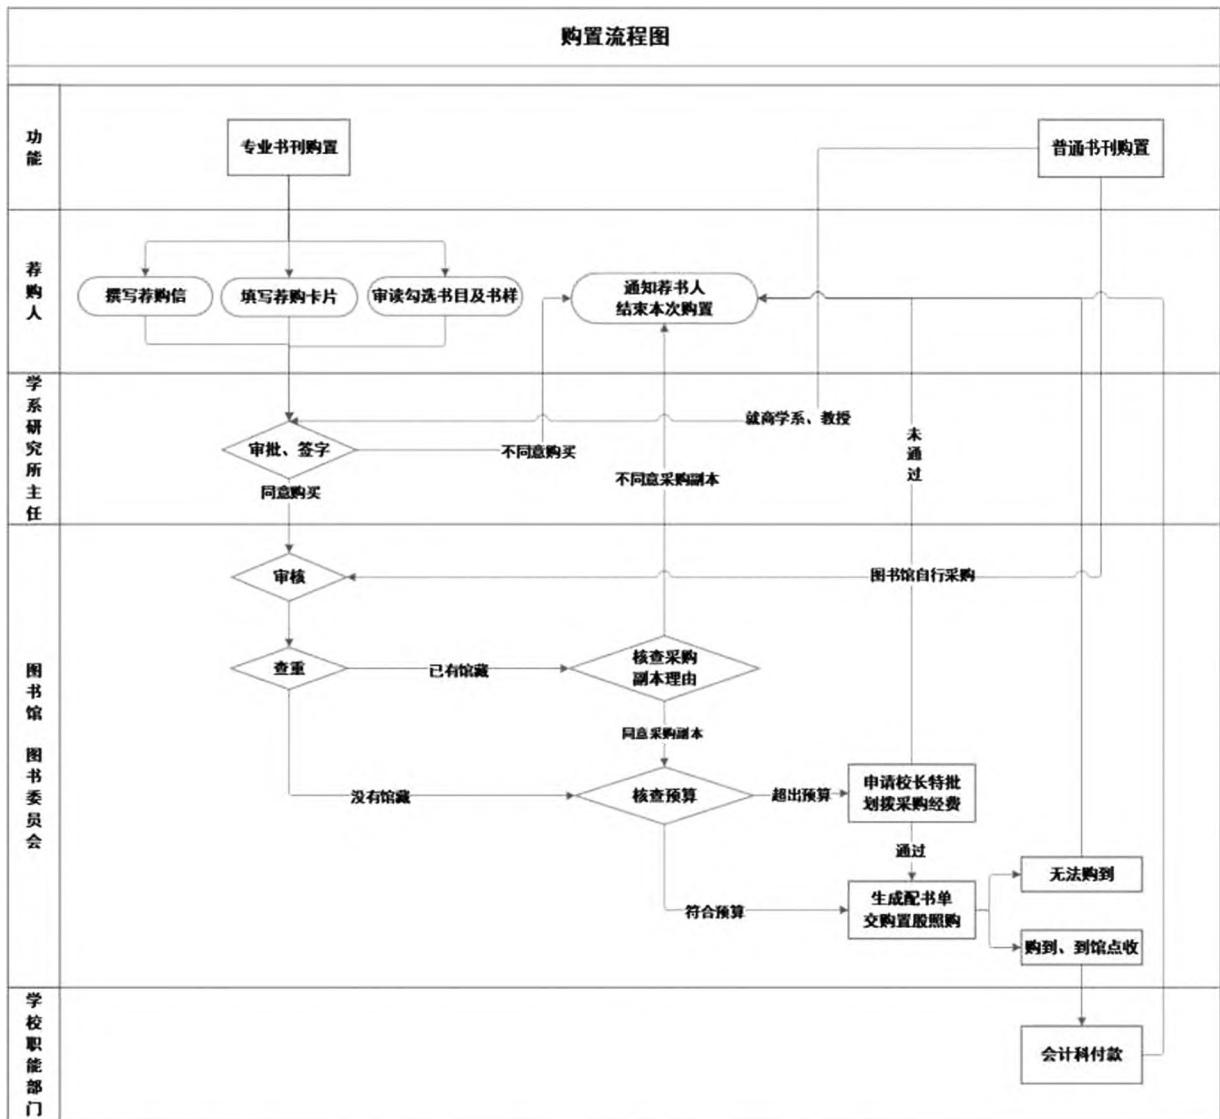 购置流程图
功能
专业书刊购置
普通书刊购置
荐购人
撰写荐购信
填写荐购卡片
审读勾选书目及书样
通知荐书人
结束本次购置
学系研究所主任
就商学系、教授
审批、签字
不同意购买
未通过
同意购买
不同意采购副本
图书馆 图书委员会
审核
图书馆自行采购
查重
已有馆藏
核查采购
副本理由
同意采购副本
没有馆藏
核查预算
超出预算
申请校长特批
划拨采购经费
通过
无法购到
符合预算
生成配书单
交购置股照购
购到、到馆点收
学校职能部门
会计科付款